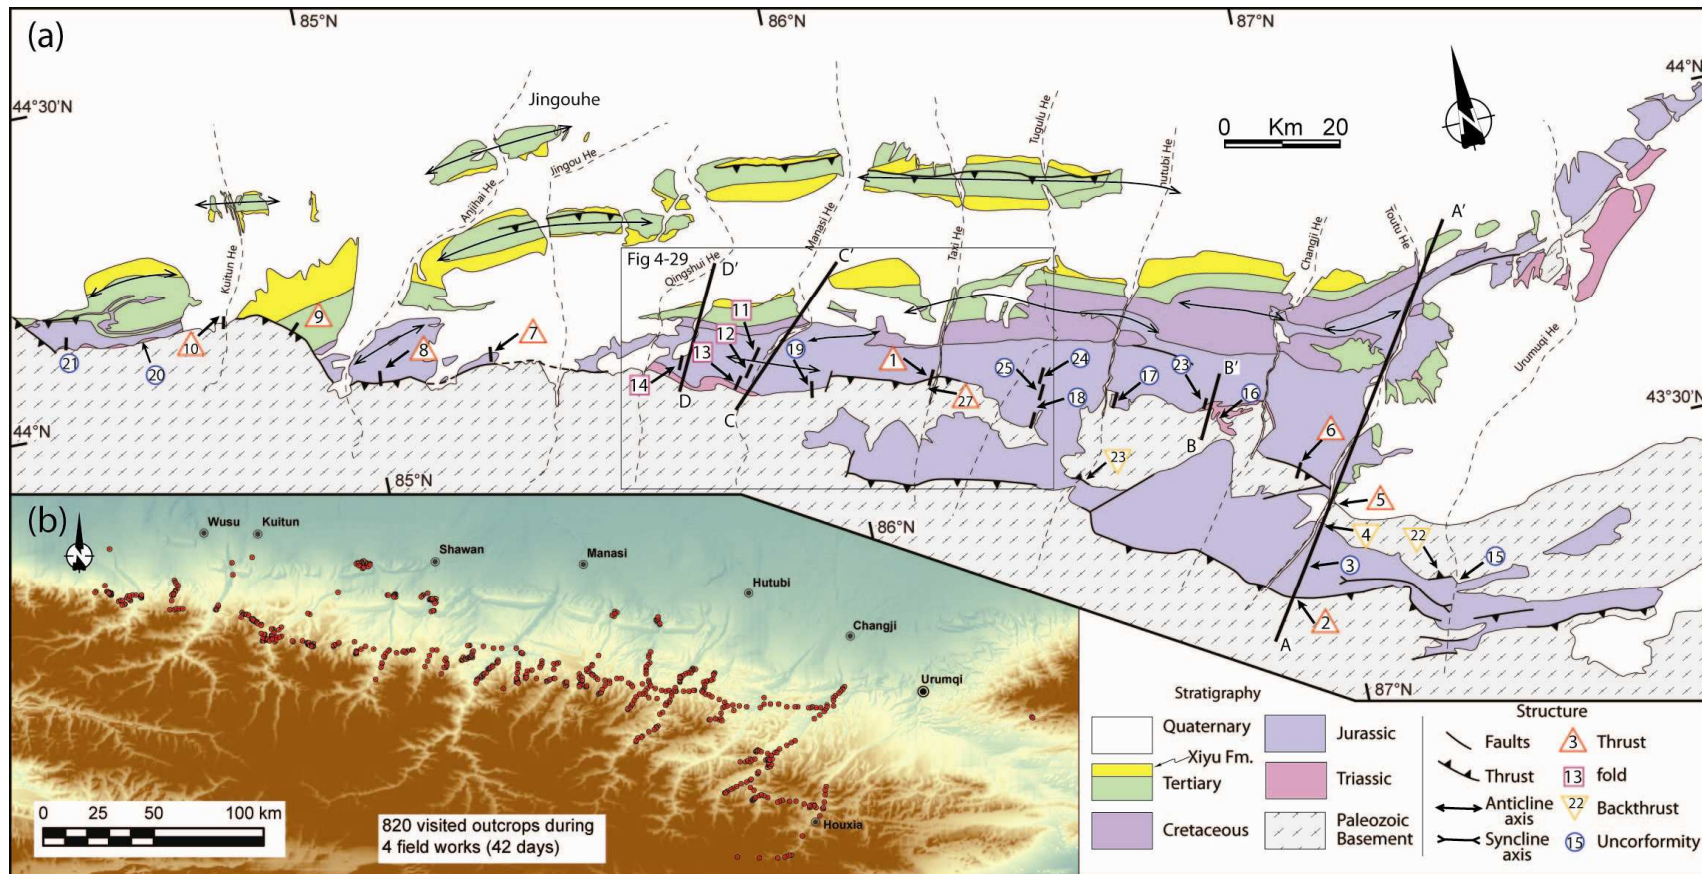 (a)
85°N
86°N
87°N
44°N
44°30'N
Jingouhe
Jingou He
Anjihai He
Kuitun He
Qingshui He
Manasi He
Taxi He
Tugulu He
utubi He
Changji He
Toutu He
Urumuqi He
0 Km 20
Fig 4-29
D'
C'
A'
B'
D
C
B
A
43°30'N
44°N
85°N
86°N
87°N
21
20
10
9
8
7
14
13
12
11
19
1
27
25
24
18
17
23
16
23
6
5
4
22
15
3
2
(b)
Wusu
Kuitun
Shawan
Manasi
Hutubi
Changji
Urumqi
Houxia
0 25 50 100 km
820 visited outcrops during
4 field works (42 days)
Stratigraphy
Quaternary
Xiyu Fm.
Tertiary
Cretaceous
Jurassic
Triassic
Paleozoic
Basement
Structure
Faults
Thrust
Anticline
axis
Syncline
axis
3 Thrust
13 fold
22 Backthrust
15 Uncorformity